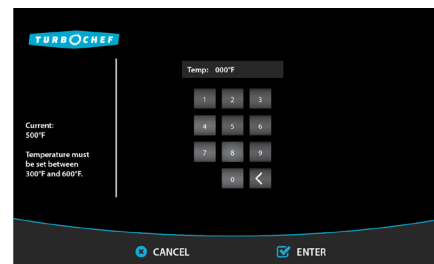 TURBOCHEF
Temp: 000°F
1 2 3
Current:
500°F
4 5 6
Temperature must
be set between
300°F and 600°F.
7 8 9
0 <
CANCEL ENTER